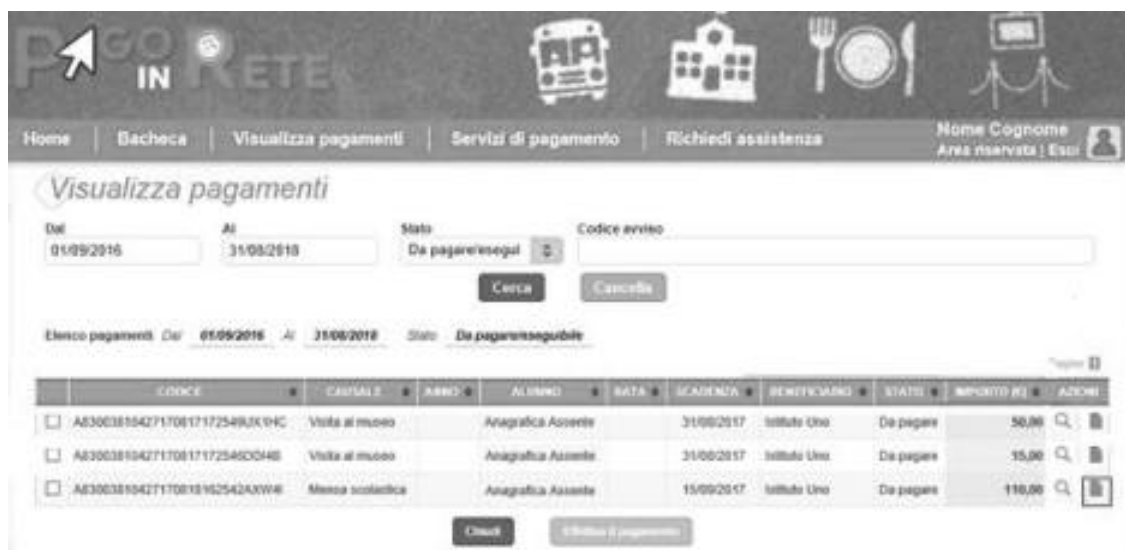 PAGO IN RETE
Home Bacheca Visualizza pagamenti Servizi di pagamento Richiedi assistenza Nome Cognome
Area riservata | Esci
Visualizza pagamenti
Dal Al Stato Codice avviso
01/09/2016 31/08/2018 Da pagare/esegui
Cerca Cancella
Elenco pagamenti Dal 01/09/2016 Al 31/08/2018 Stato Da pagare/eseguibile
CODICE CAUSALE ANNO ALUNNO RATA SCADENZA BENEFICIARIO STATO IMPORTO (€) AZIONI
Visita al museo Anagrafica Assente 31/08/2017 Istituto Uno Da pagare 50,00
Visita al museo Anagrafica Assente 31/08/2017 Istituto Uno Da pagare 15,00
Mensa scolastica Anagrafica Assente 15/09/2017 Istituto Uno Da pagare 110,00
Chiudi Effettua il pagamento